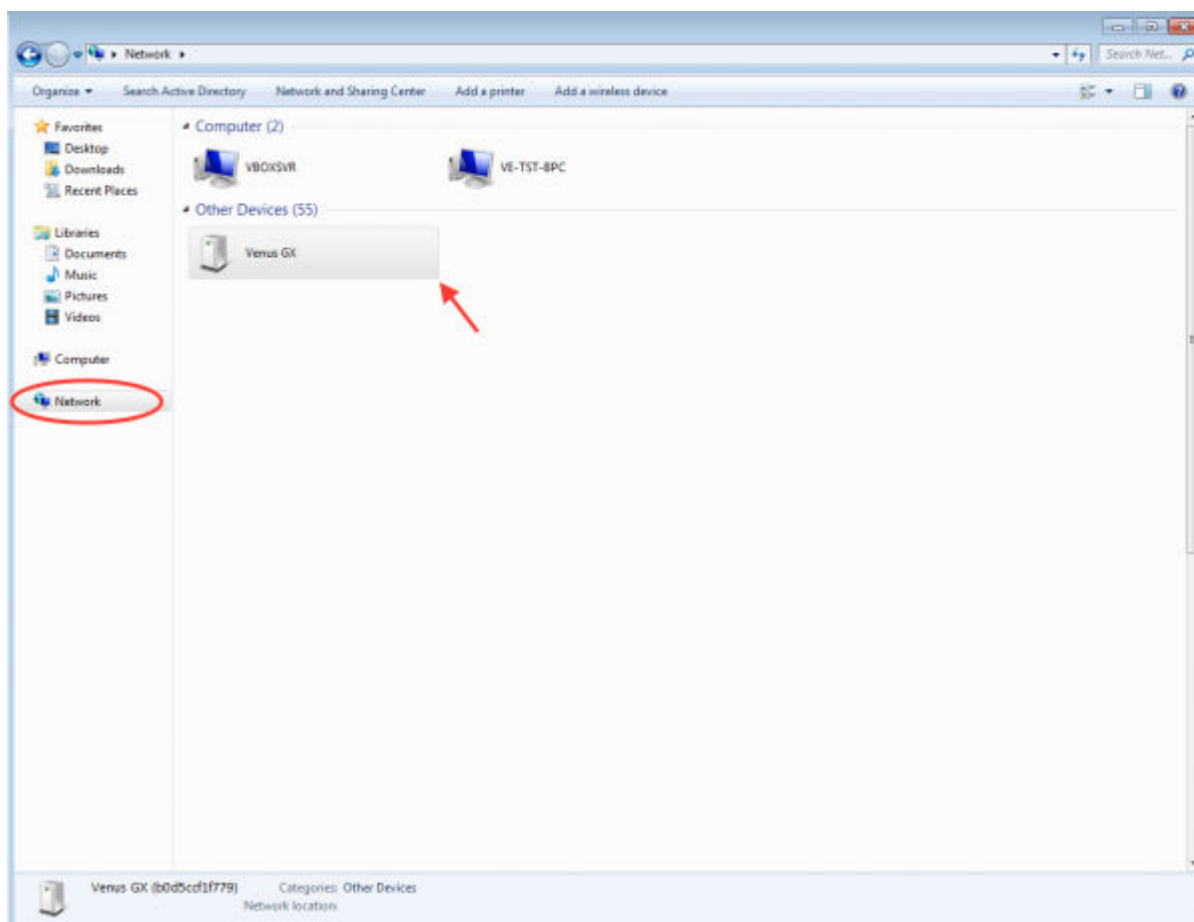 Network
Search Net...
Organize Search Active Directory Network and Sharing Center Add a printer Add a wireless device
Favorites
Desktop
Downloads
Recent Places
Libraries
Documents
Music
Pictures
Videos
Computer
Network
Computer (2)
VBOXSVR VE-TST-8PC
Other Devices (55)
Venus GX
Venus GX (b0d5ccf1f779) Categories: Other Devices
Network location